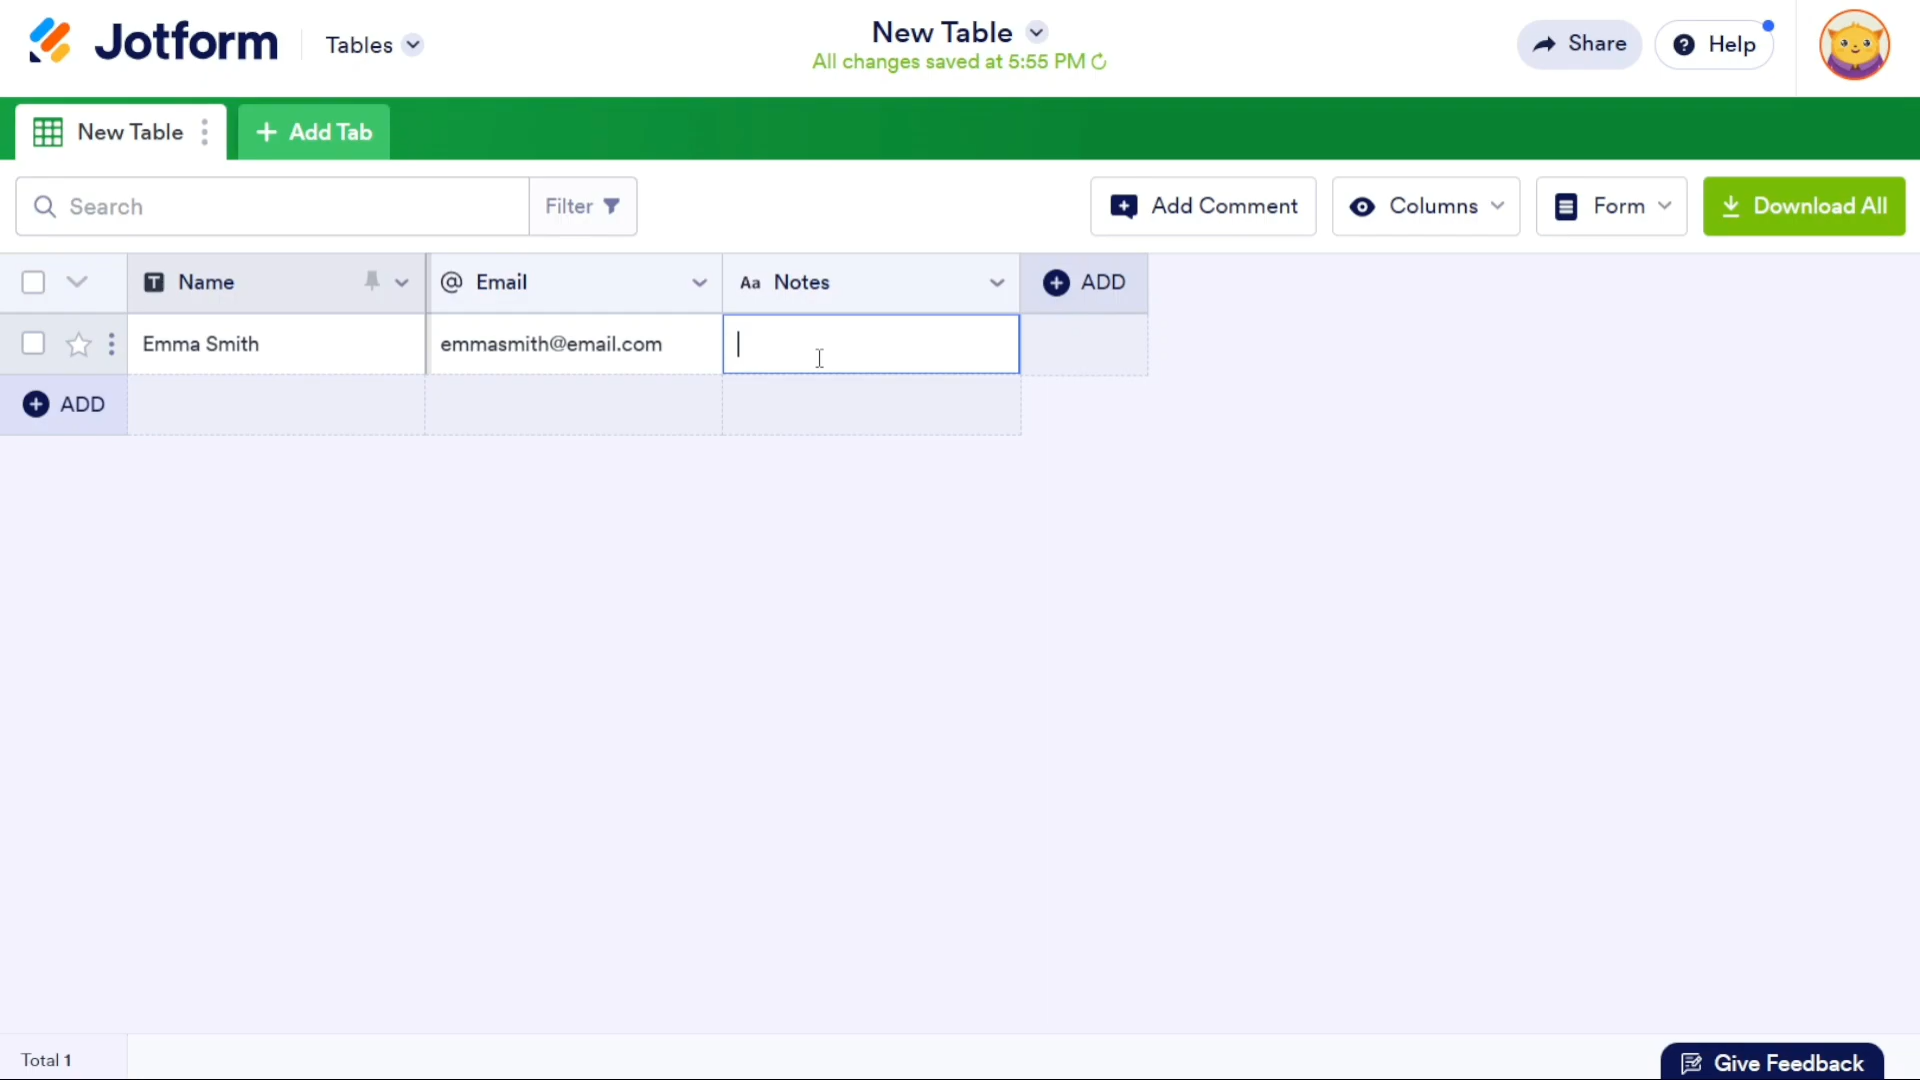 Jotform
Tables
New Table
All changes saved at 5:55 PM
Share
Help
New Table
Add Tab
Search
Filter
Add Comment
Columns
Form
Download All
Name
Email
Aa Notes
ADD
Emma Smith
emmasmith@email.com
ADD
Total 1
Give Feedback